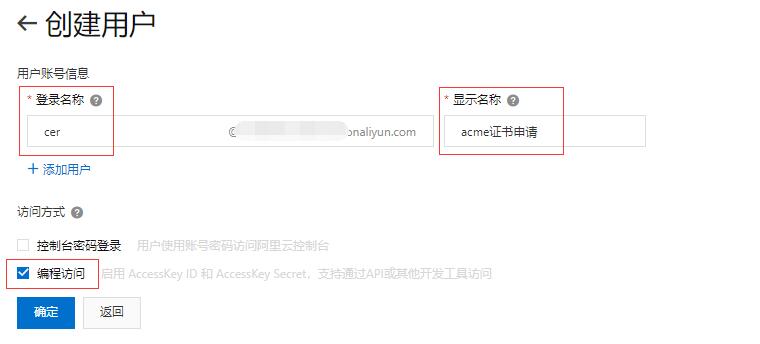 创建用户
用户账号信息
* 登录名称 ?
* 显示名称 ?
cer @ onaliyun.com
acme证书申请
+ 添加用户
访问方式 ?
控制台密码登录 用户使用账号密码访问阿里云控制台
编程访问 启用 AccessKey ID 和 AccessKey Secret，支持通过API或其他开发工具访问
确定 返回